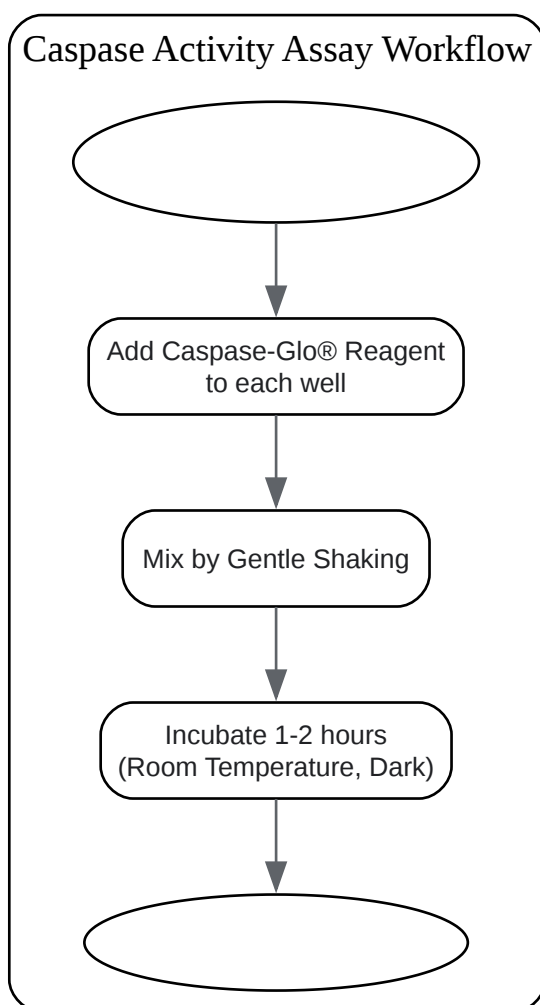 Caspase Activity Assay Workflow
Add Caspase-Glo® Reagent
to each well
Mix by Gentle Shaking
Incubate 1-2 hours
(Room Temperature, Dark)